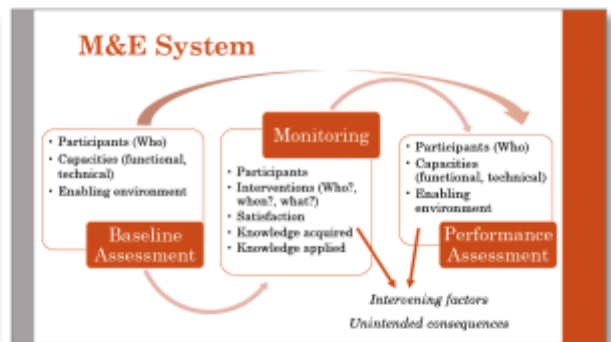 M&E System
• Participants (Who)
• Capacities (functional,
technical)
• Enabling environment
Baseline
Assessment
Monitoring
• Participants
• Interventions (Who?,
when?, what?)
• Satisfaction
• Knowledge acquired
• Knowledge applied
• Participants (Who)
• Capacities
(functional, technical)
• Enabling
environment
Performance
Assessment
Intervening factors
Unintended consequences